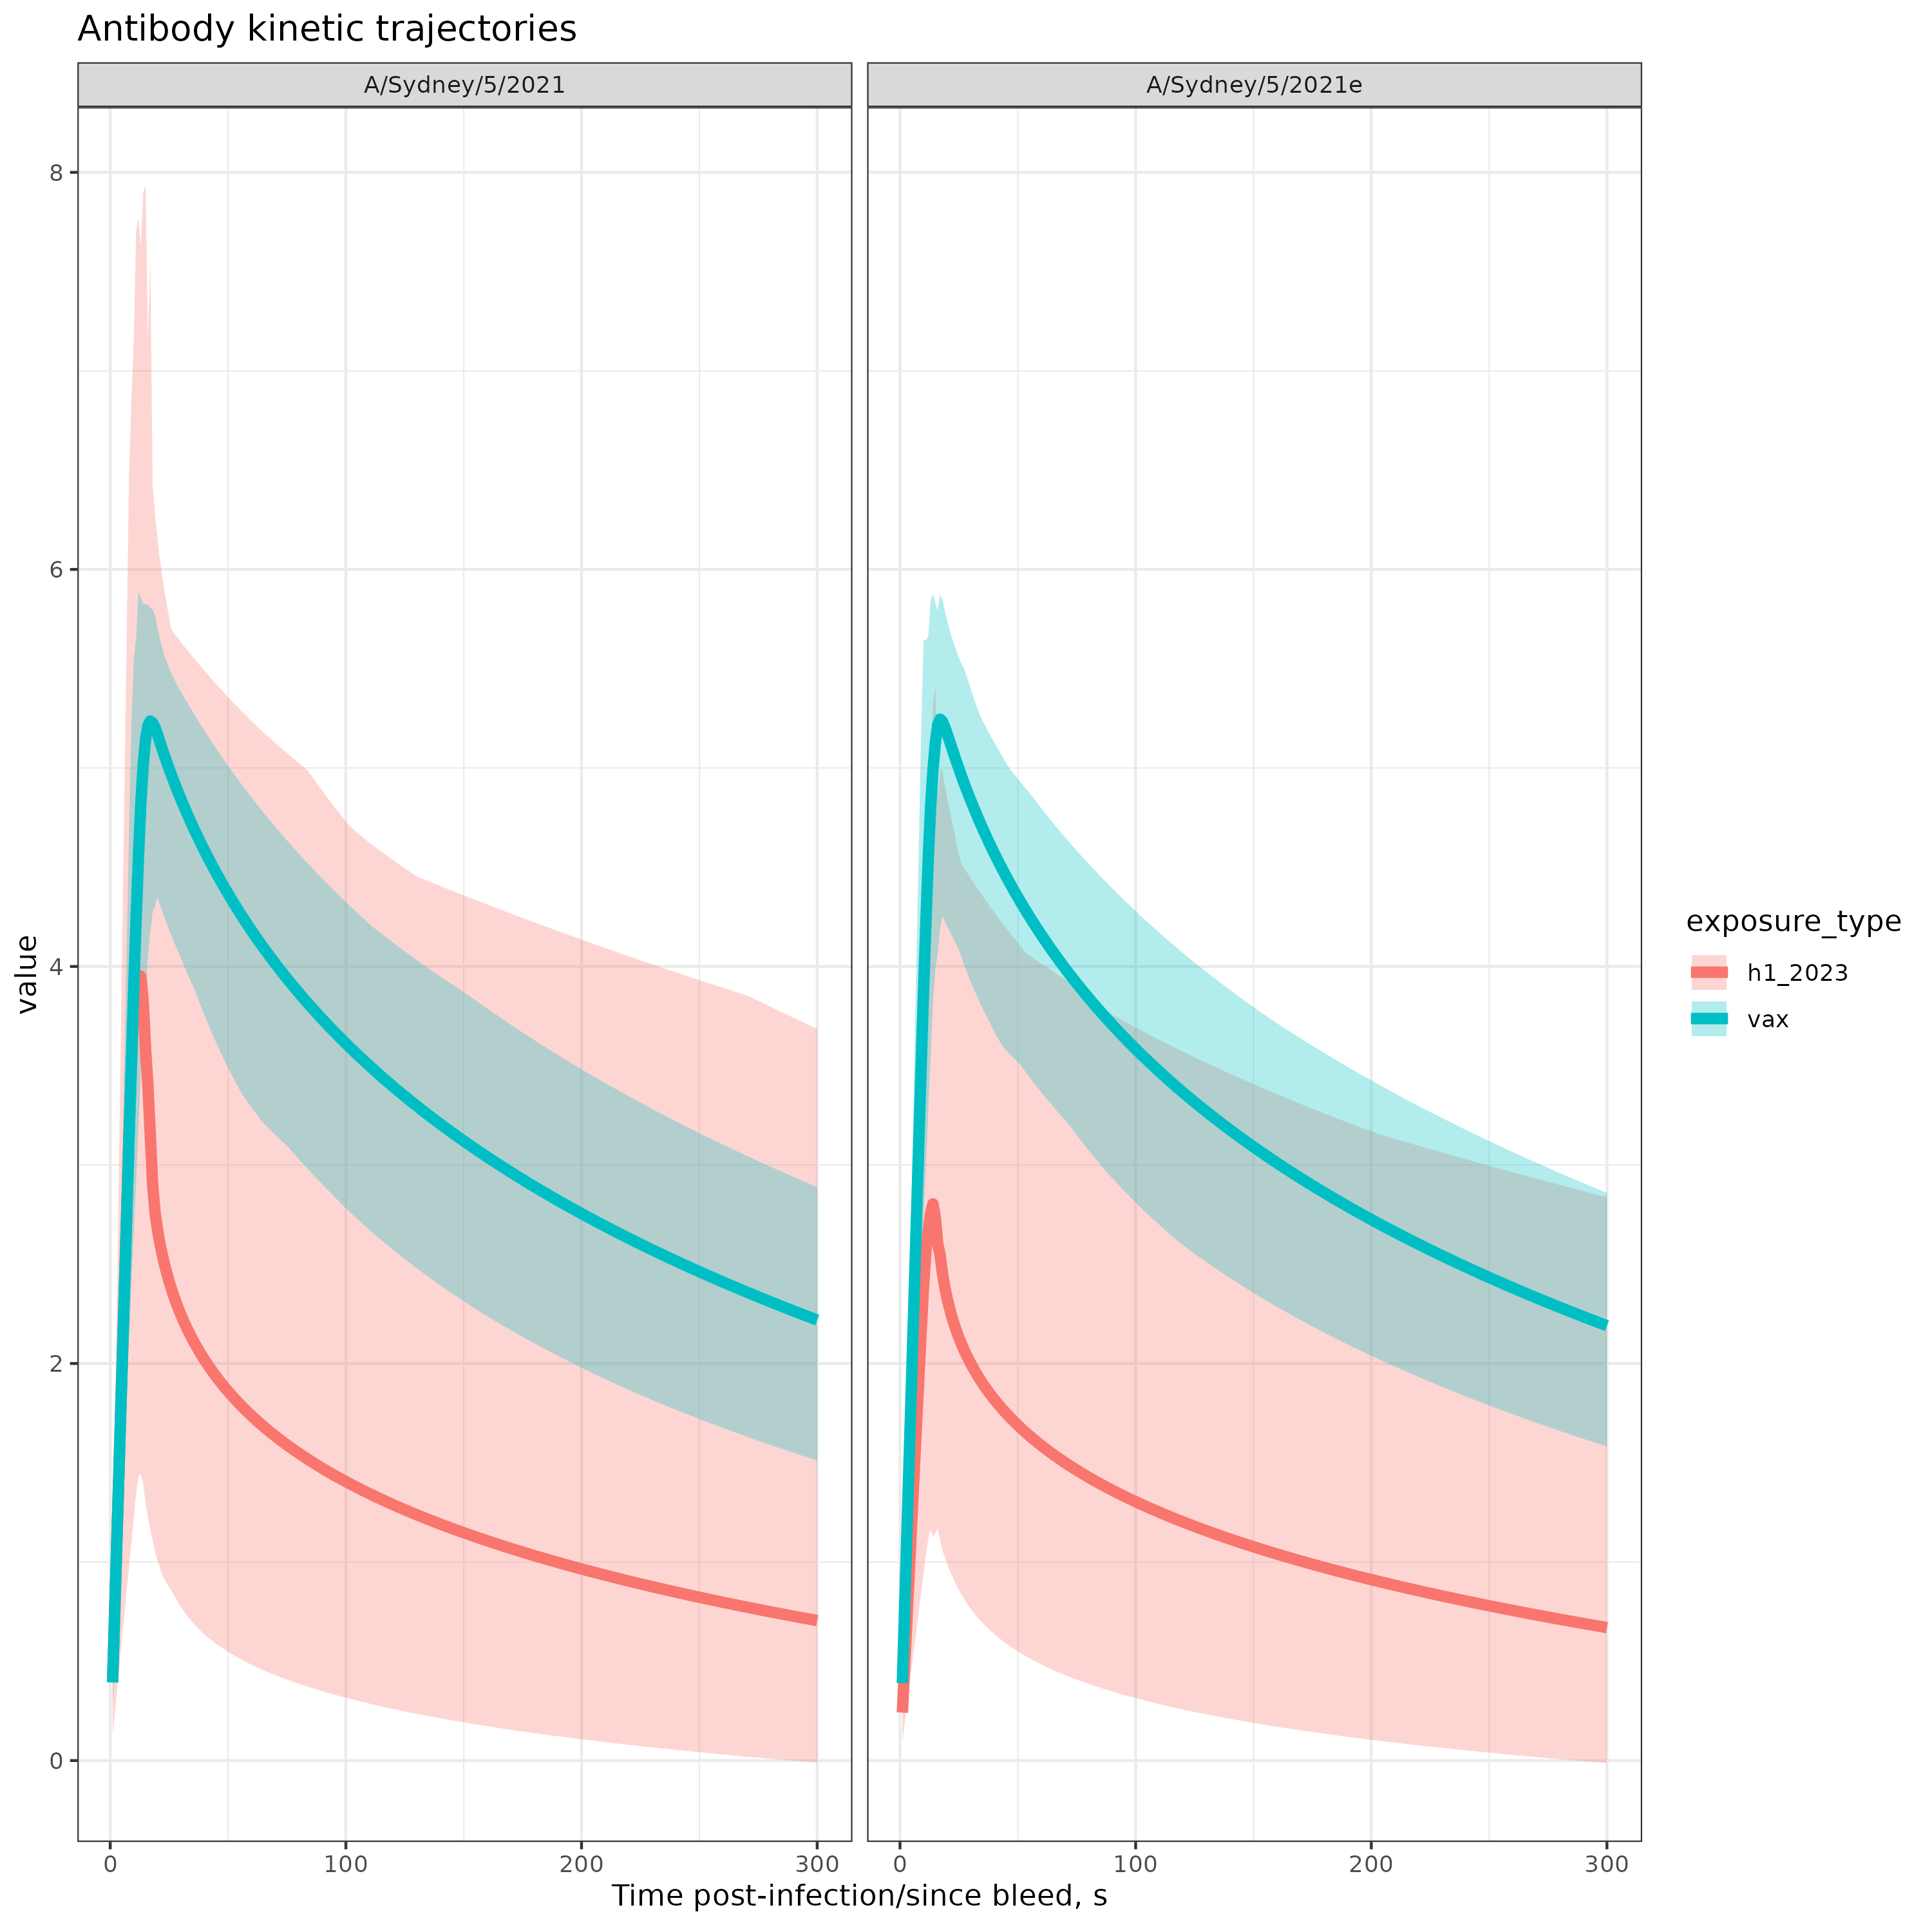 Antibody kinetic trajectories
A/Sydney/5/2021
A/Sydney/5/2021e
8
6
4
2
0
value
0 100 200 300
0 100 200 300
Time post-infection/since bleed, s
exposure_type
h1_2023
vax